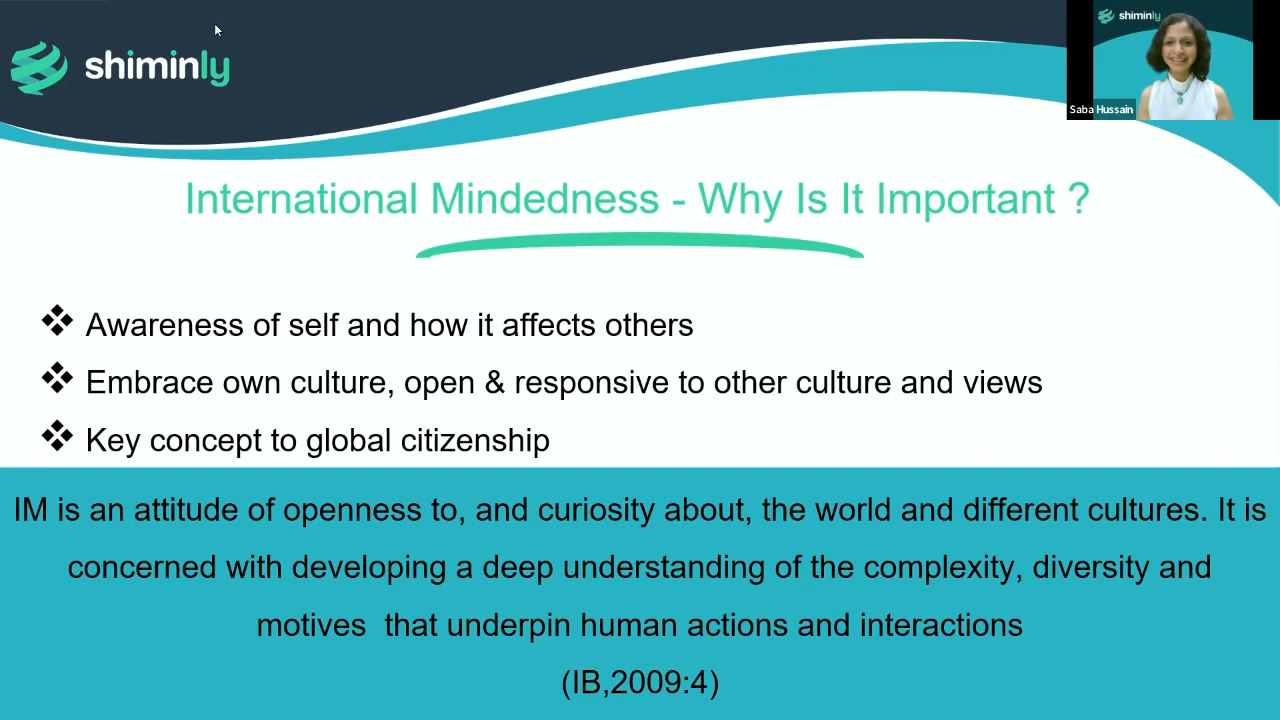 shiminly
shiminly
Saba Hussain
International Mindedness - Why Is It Important ?
Awareness of self and how it affects others
Embrace own culture, open & responsive to other culture and views
Key concept to global citizenship
IM is an attitude of openness to, and curiosity about, the world and different cultures. It is
concerned with developing a deep understanding of the complexity, diversity and
motives  that underpin human actions and interactions
(IB,2009:4)